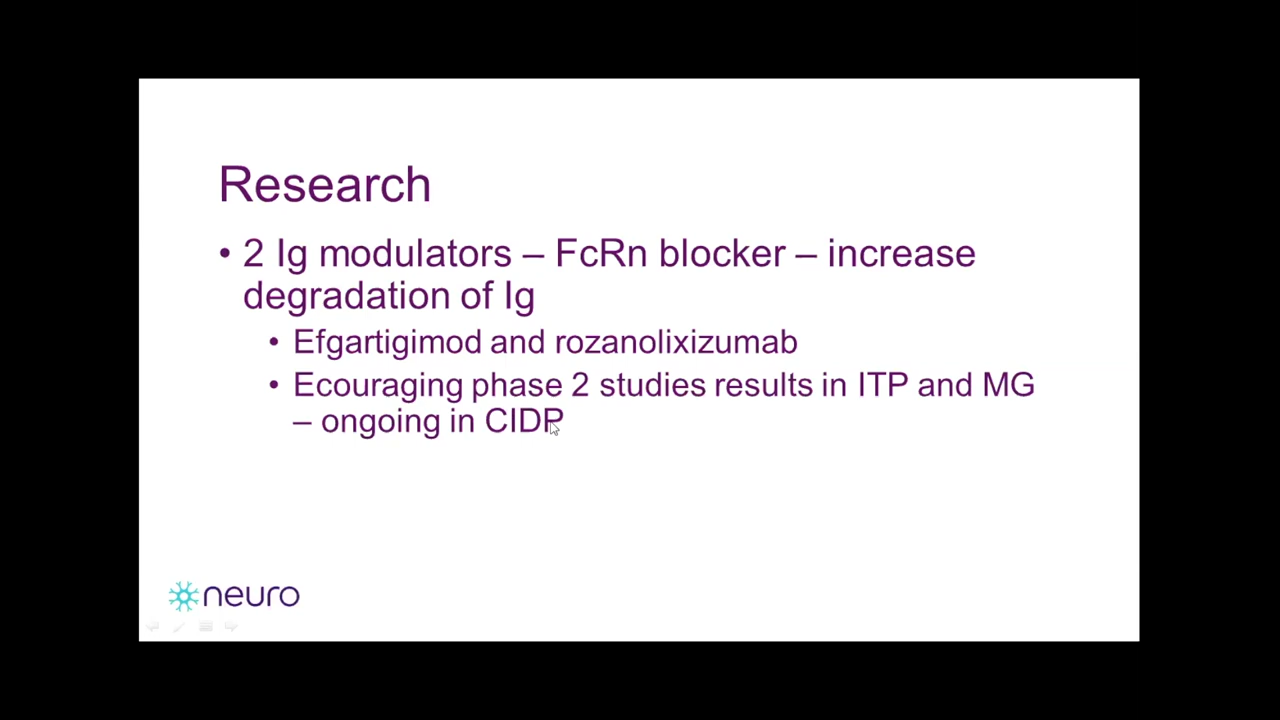 Research
• 2 Ig modulators – FcRn blocker – increase
degradation of Ig
• Efgartigimod and rozanolixizumab
• Ecouraging phase 2 studies results in ITP and MG
– ongoing in CIDP
neuro